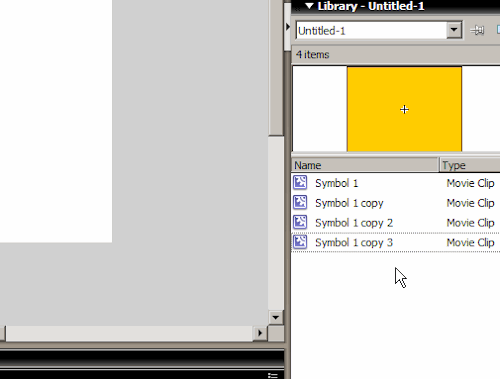 Library - Untitled-1
Untitled-1
4 items
Name Type
Symbol 1 Movie Clip
Symbol 1 copy Movie Clip
Symbol 1 copy 2 Movie Clip
Symbol 1 copy 3 Movie Clip